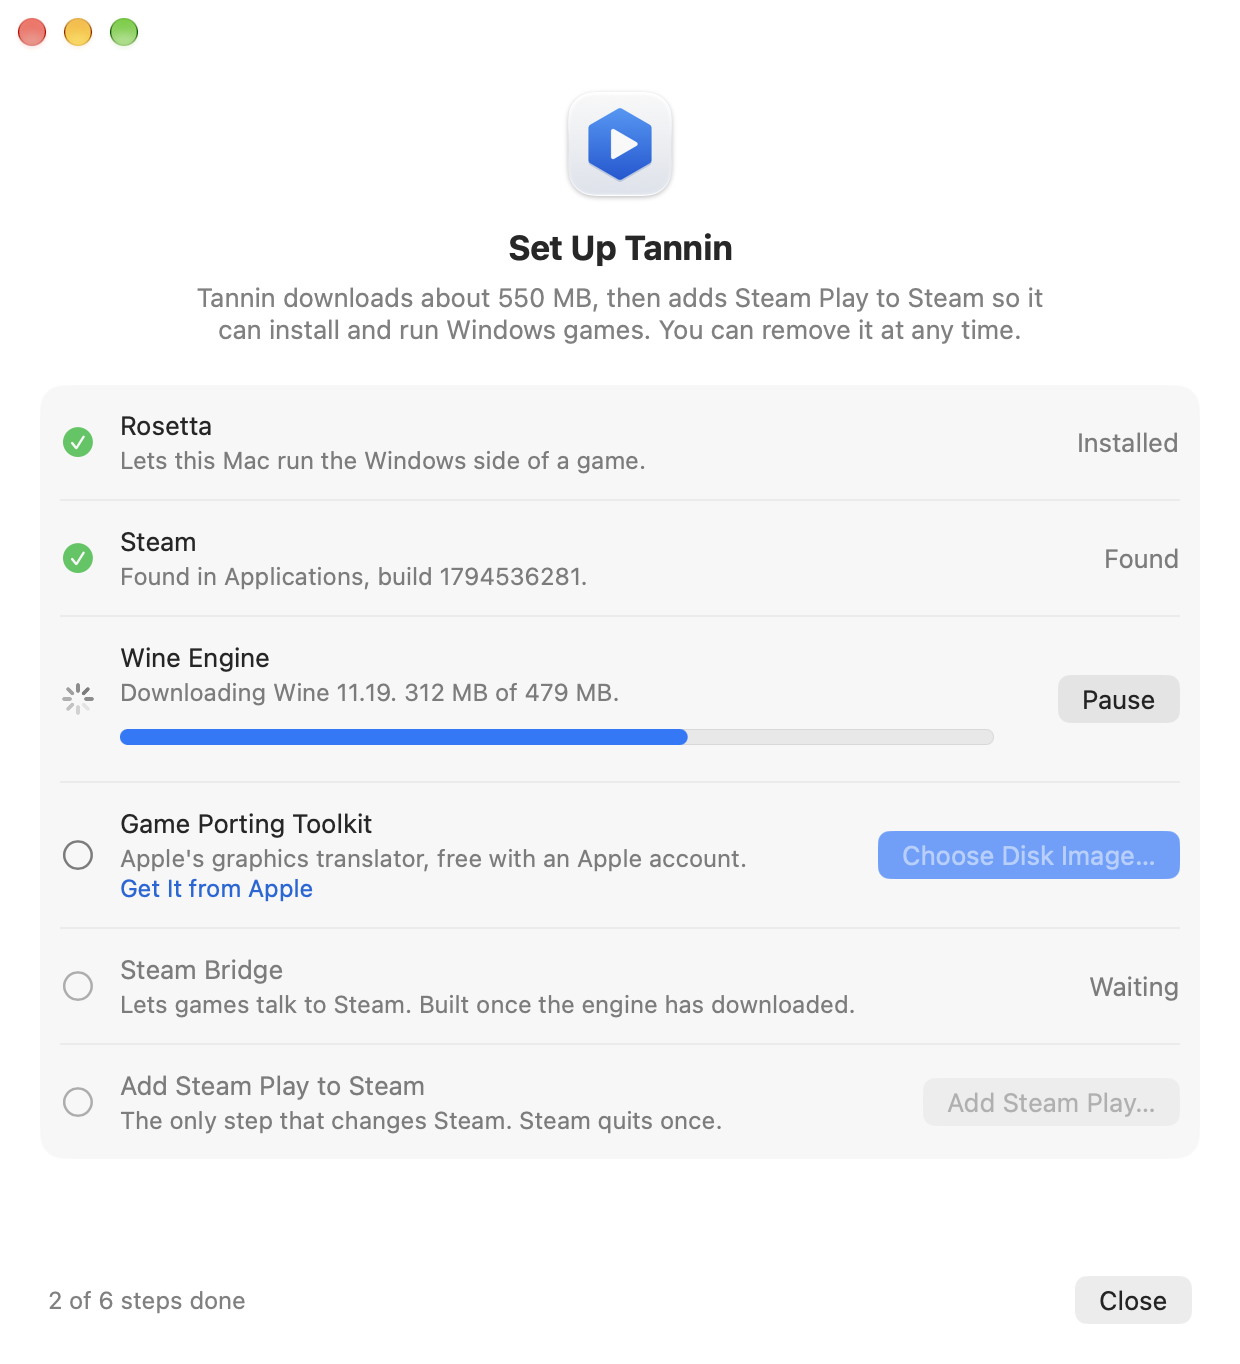 Set Up Tannin
Tannin downloads about 550 MB, then adds Steam Play to Steam so it
can install and run Windows games. You can remove it at any time.
Rosetta
Lets this Mac run the Windows side of a game.
Installed
Steam
Found in Applications, build 1794536281.
Found
Wine Engine
Downloading Wine 11.19. 312 MB of 479 MB.
Pause
Game Porting Toolkit
Apple's graphics translator, free with an Apple account.
Get It from Apple
Choose Disk Image...
Steam Bridge
Lets games talk to Steam. Built once the engine has downloaded.
Waiting
Add Steam Play to Steam
The only step that changes Steam. Steam quits once.
Add Steam Play...
2 of 6 steps done
Close